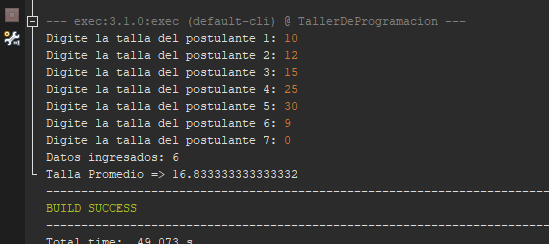 --- exec:3.1.0:exec (default-cli) @ TallerDeProgramacion ---
Digite la talla del postulante 1: 10
Digite la talla del postulante 2: 12
Digite la talla del postulante 3: 15
Digite la talla del postulante 4: 25
Digite la talla del postulante 5: 30
Digite la talla del postulante 6: 9
Digite la talla del postulante 7: 0
Datos ingresados: 6
Talla Promedio => 16.833333333333332
------------------------------------------------------------------------
BUILD SUCCESS
------------------------------------------------------------------------
Total time:  49.073 s